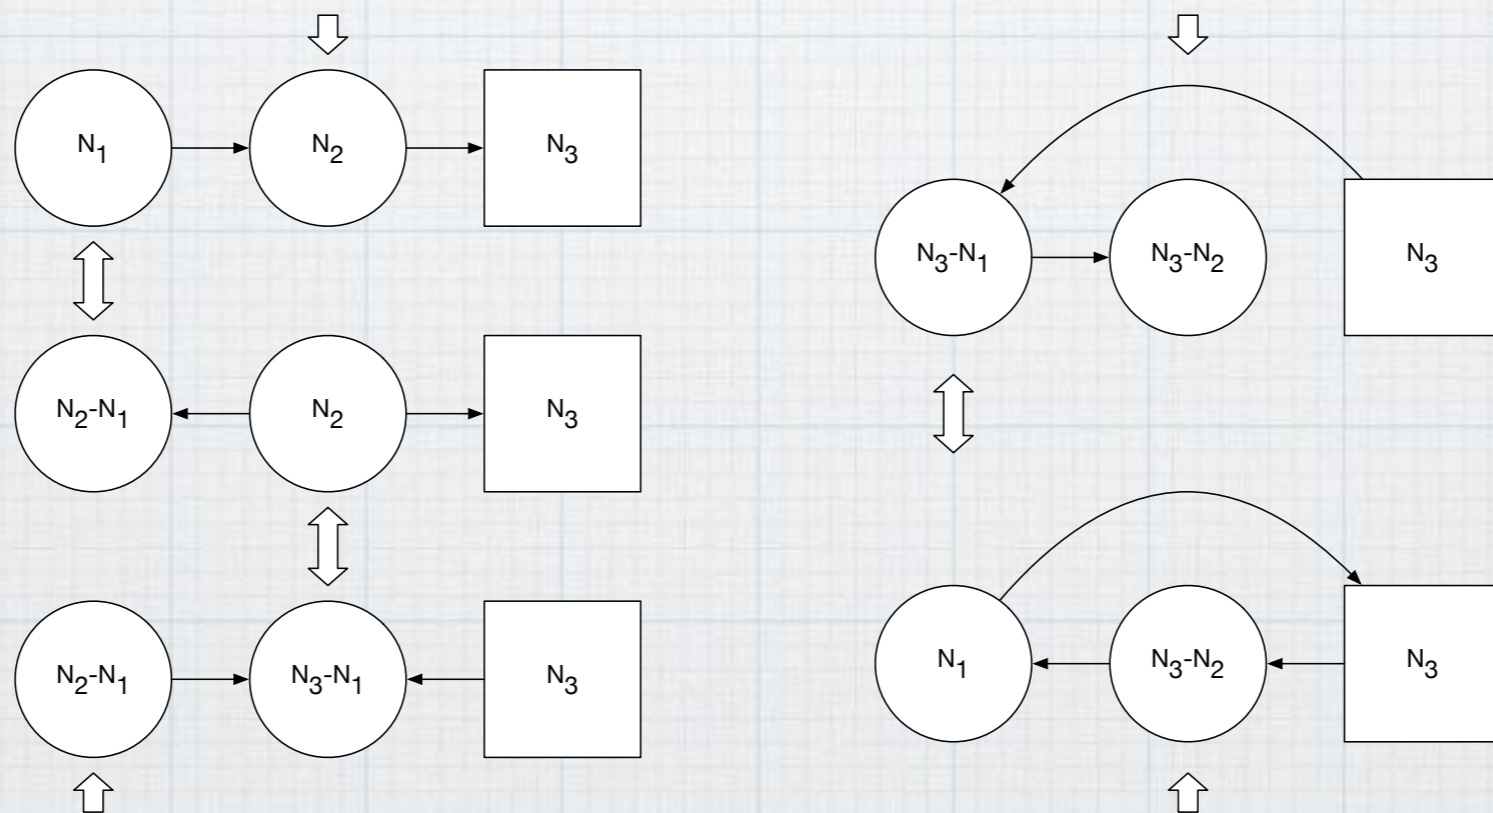 N₁ N₂ N₃
N₂-N₁ N₂ N₃
N₂-N₁ N₃-N₁ N₃
N₃-N₁ N₃-N₂ N₃
N₁ N₃-N₂ N₃